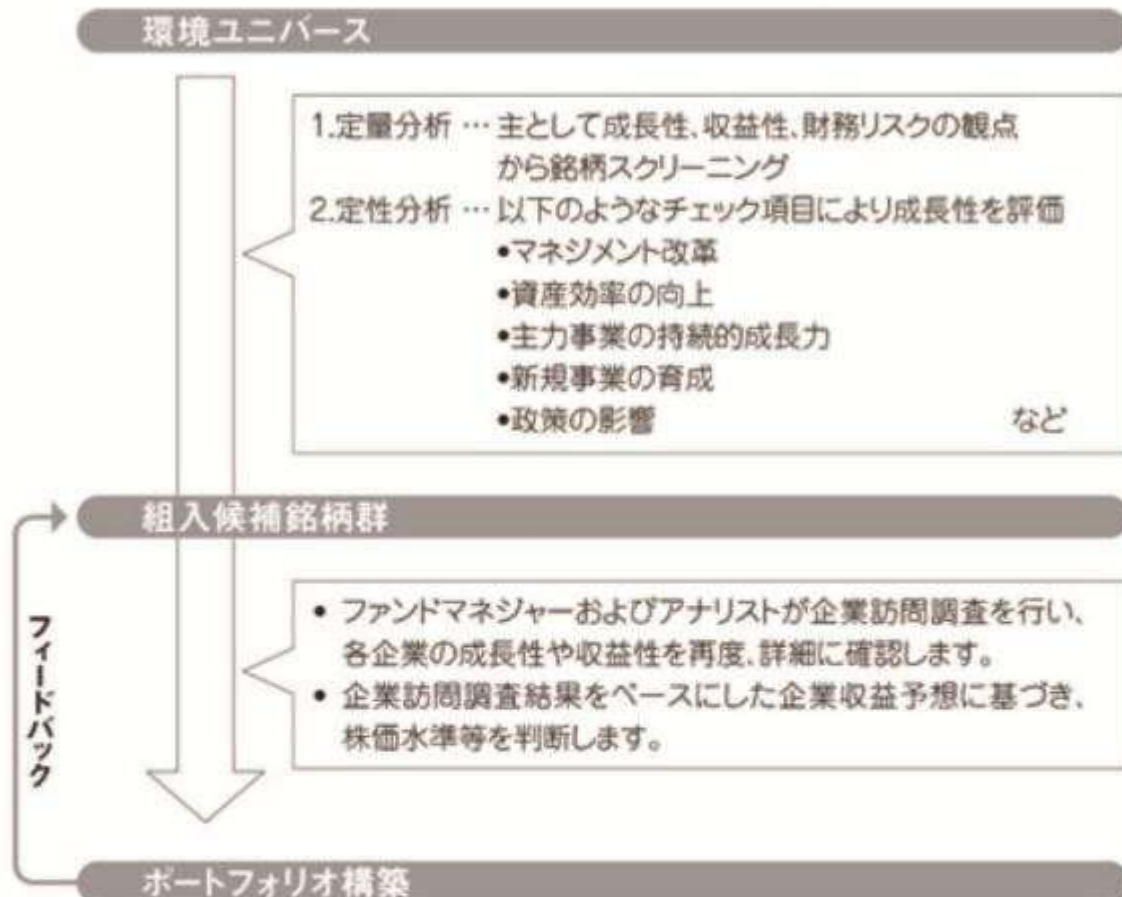 環境ユニバース
1.定量分析 … 主として成長性、収益性、財務リスクの観点
から銘柄スクリーニング
2.定性分析 … 以下のようなチェック項目により成長性を評価
•マネジメント改革
•資産効率の向上
•主力事業の持続的成長力
•新規事業の育成
•政策の影響 など
組入候補銘柄群
• ファンドマネジャーおよびアナリストが企業訪問調査を行い、
各企業の成長性や収益性を再度、詳細に確認します。
• 企業訪問調査結果をベースにした企業収益予想に基づき、
株価水準等を判断します。
フィードバック
ポートフォリオ構築